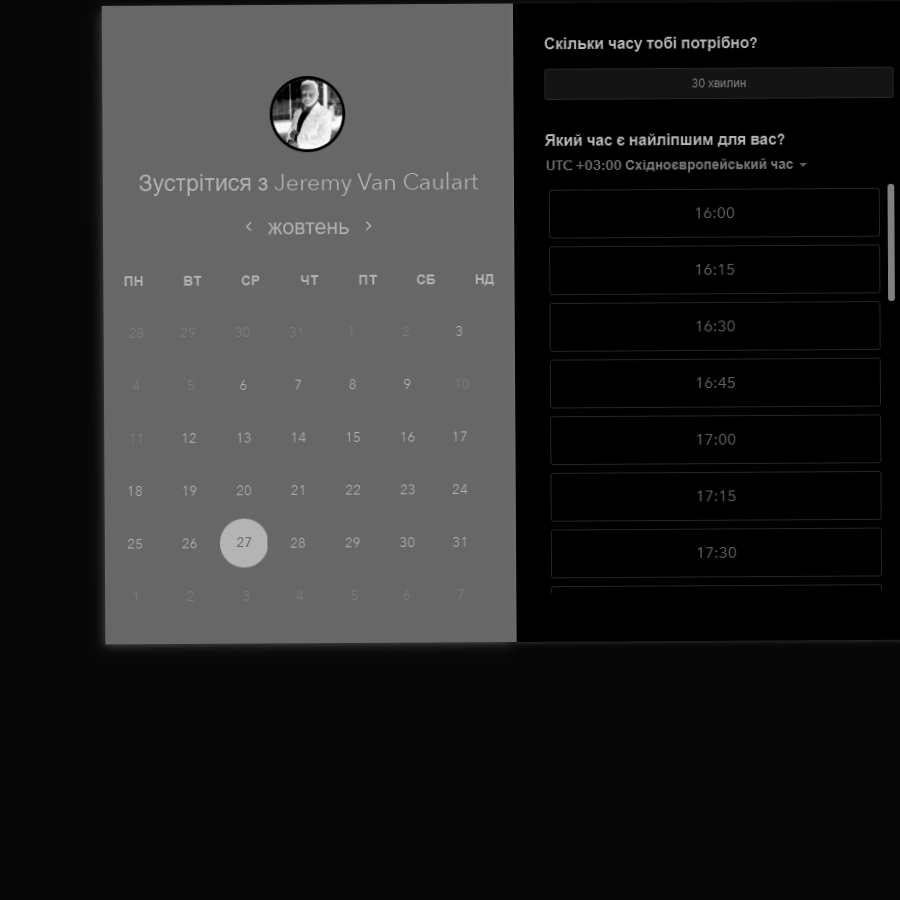 Зустрітися з Jeremy Van Caulart
жовтень
ПН ВТ СР ЧТ ПТ СБ НД
28 29 30 31 1 2 3
4 5 6 7 8 9 10
11 12 13 14 15 16 17
18 19 20 21 22 23 24
25 26 27 28 29 30 31
1 2 3 4 5 6 7
Скільки часу тобі потрібно?
30 хвилин
Який час є найліпшим для вас?
UTC +03:00 Східноєвропейський час
16:00
16:15
16:30
16:45
17:00
17:15
17:30